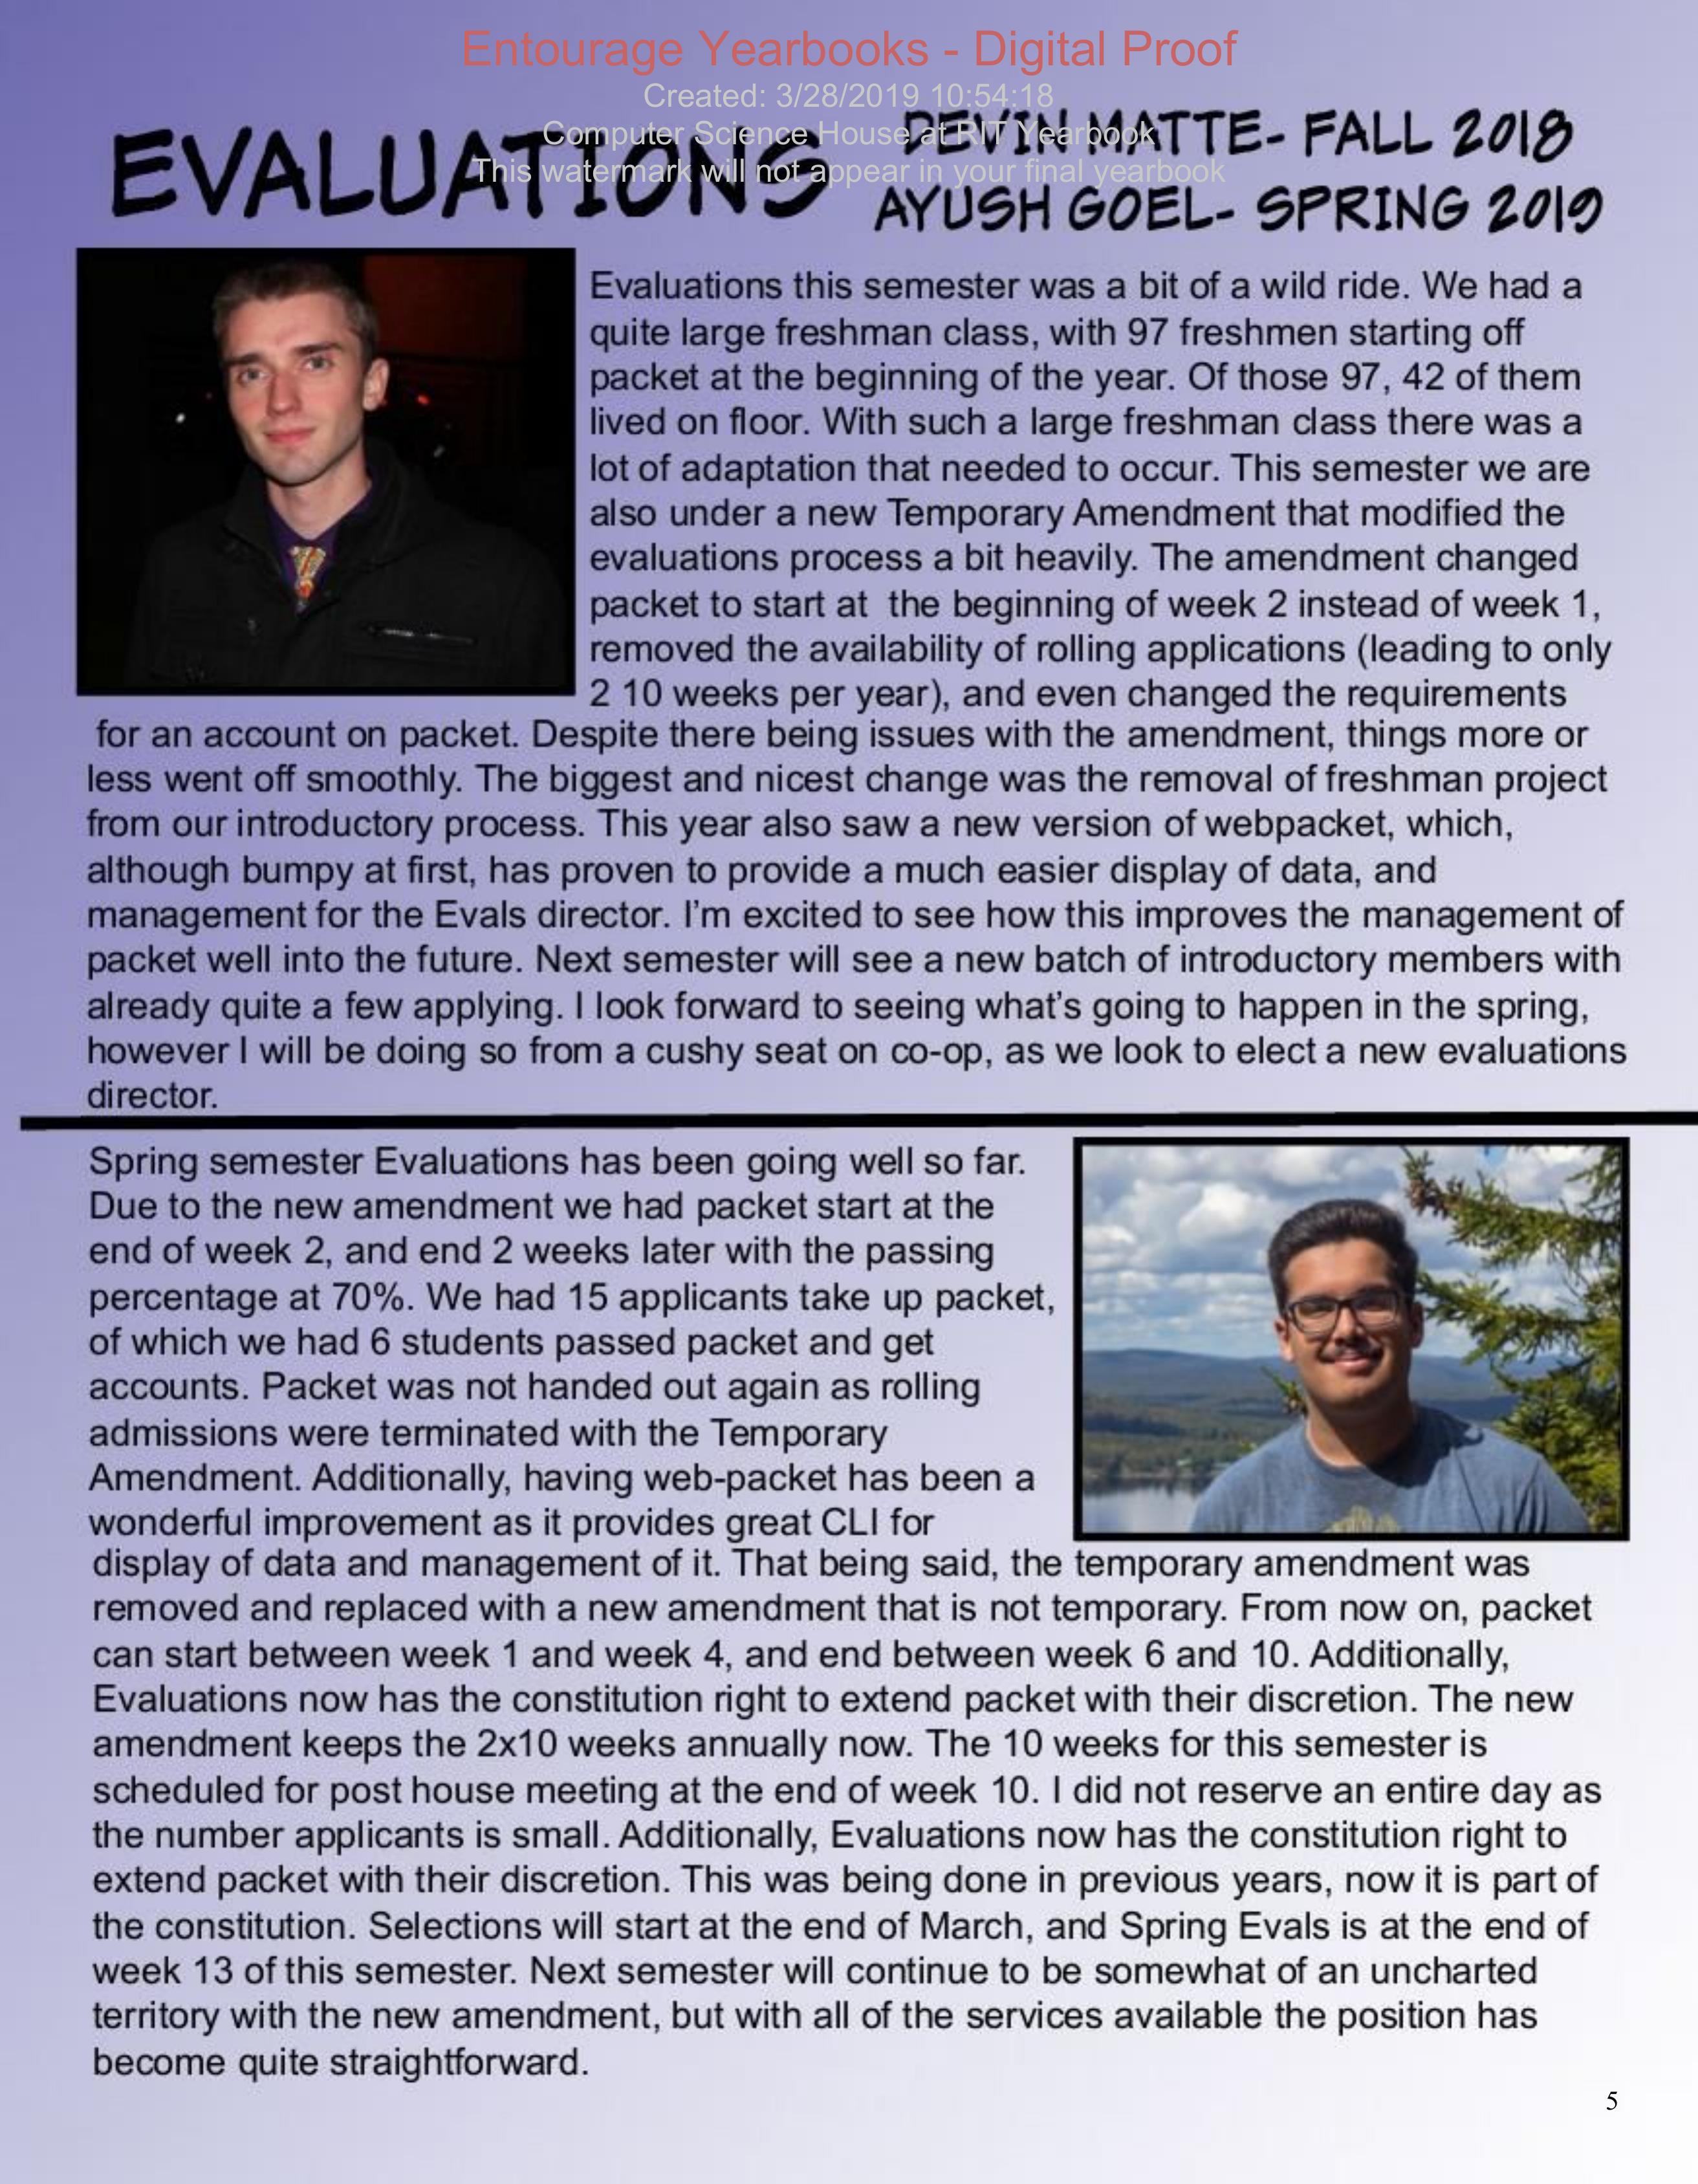 Entourage Yearbooks - Digital Proof
Created: 3/28/2019 10:54:18
Computer Science House at RIT Yearbook
This watermark will not appear in your final yearbook
EVALUATIONS
DEVIN MATTE- FALL 2018
AYUSH GOEL- SPRING 2019
Evaluations this semester was a bit of a wild ride. We had a
quite large freshman class, with 97 freshmen starting off
packet at the beginning of the year. Of those 97, 42 of them
lived on floor. With such a large freshman class there was a
lot of adaptation that needed to occur. This semester we are
also under a new Temporary Amendment that modified the
evaluations process a bit heavily. The amendment changed
packet to start at  the beginning of week 2 instead of week 1,
removed the availability of rolling applications (leading to only
2 10 weeks per year), and even changed the requirements
for an account on packet. Despite there being issues with the amendment, things more or
less went off smoothly. The biggest and nicest change was the removal of freshman project
from our introductory process. This year also saw a new version of webpacket, which,
although bumpy at first, has proven to provide a much easier display of data, and
management for the Evals director. I’m excited to see how this improves the management of
packet well into the future. Next semester will see a new batch of introductory members with
already quite a few applying. I look forward to seeing what’s going to happen in the spring,
however I will be doing so from a cushy seat on co-op, as we look to elect a new evaluations
director.
Spring semester Evaluations has been going well so far.
Due to the new amendment we had packet start at the
end of week 2, and end 2 weeks later with the passing
percentage at 70%. We had 15 applicants take up packet,
of which we had 6 students passed packet and get
accounts. Packet was not handed out again as rolling
admissions were terminated with the Temporary
Amendment. Additionally, having web-packet has been a
wonderful improvement as it provides great CLI for
display of data and management of it. That being said, the temporary amendment was
removed and replaced with a new amendment that is not temporary. From now on, packet
can start between week 1 and week 4, and end between week 6 and 10. Additionally,
Evaluations now has the constitution right to extend packet with their discretion. The new
amendment keeps the 2x10 weeks annually now. The 10 weeks for this semester is
scheduled for post house meeting at the end of week 10. I did not reserve an entire day as
the number applicants is small. Additionally, Evaluations now has the constitution right to
extend packet with their discretion. This was being done in previous years, now it is part of
the constitution. Selections will start at the end of March, and Spring Evals is at the end of
week 13 of this semester. Next semester will continue to be somewhat of an uncharted
territory with the new amendment, but with all of the services available the position has
become quite straightforward.
5